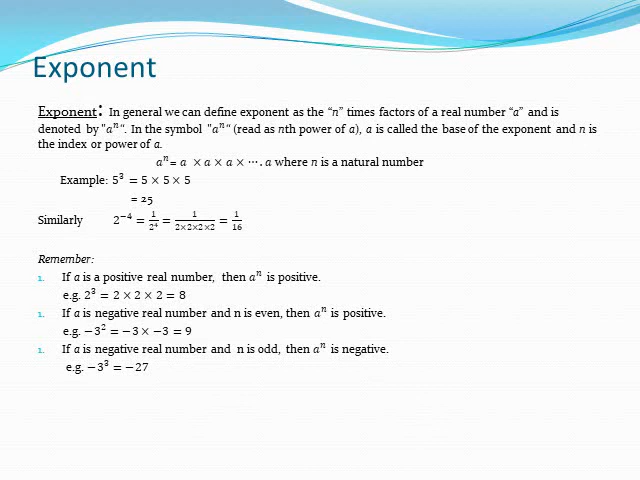 Exponent
Exponent: In general we can define exponent as the “n” times factors of a real number “a” and is
denoted by "aⁿ". In the symbol "aⁿ" (read as nth power of a), a is called the base of the exponent and n is
the index or power of a.
aⁿ = a × a × a × ⋯ . a where n is a natural number
Example: 5³ = 5 × 5 × 5
= 25
Similarly 2⁻⁴ = 1/2⁴ = 1/(2×2×2×2) = 1/16
Remember:
1. If a is a positive real number, then aⁿ is positive.
e.g. 2³ = 2 × 2 × 2 = 8
1. If a is negative real number and n is even, then aⁿ is positive.
e.g. −3² = −3 × −3 = 9
1. If a is negative real number and n is odd, then aⁿ is negative.
e.g. −3³ = −27